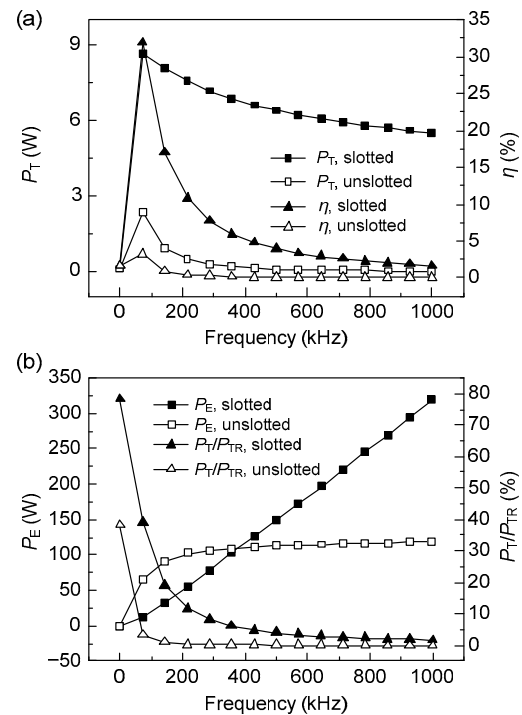 (a)
9
6
3
0
P_T (W)
35
30
25
20
15
10
5
0
η (%)
P_T, slotted
P_T, unslotted
η, slotted
η, unslotted
0 200 400 600 800 1000
Frequency (kHz)
(b)
350
300
250
200
150
100
50
0
−50
P_E (W)
80
70
60
50
40
30
20
10
0
P_T/P_TR (%)
P_E, slotted
P_E, unslotted
P_T/P_TR, slotted
P_T/P_TR, unslotted
0 200 400 600 800 1000
Frequency (kHz)